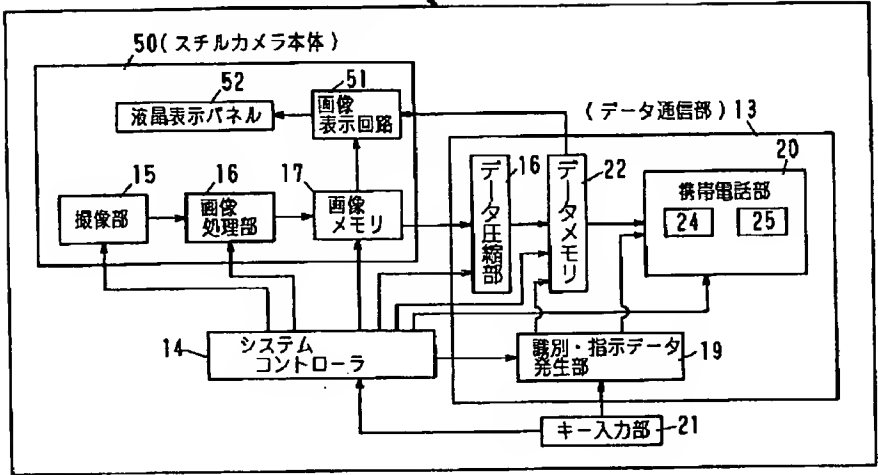 50(スチルカメラ本体)
52
液晶表示パネル
51
画像
表示回路
(データ通信部)13
15
撮像部
16
画像
処理部
17
画像
メモリ
データ圧縮部
16
データメモリ
22
20
携帯電話部
24
25
14
システム
コントローラ
識別・指示データ
発生部
19
キー入力部
21